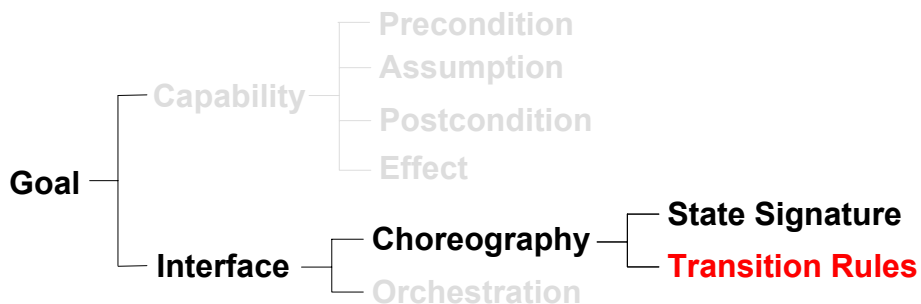 Precondition
Assumption
Capability
Postcondition
Effect
Goal
State Signature
Choreography
Interface
Transition Rules
Orchestration